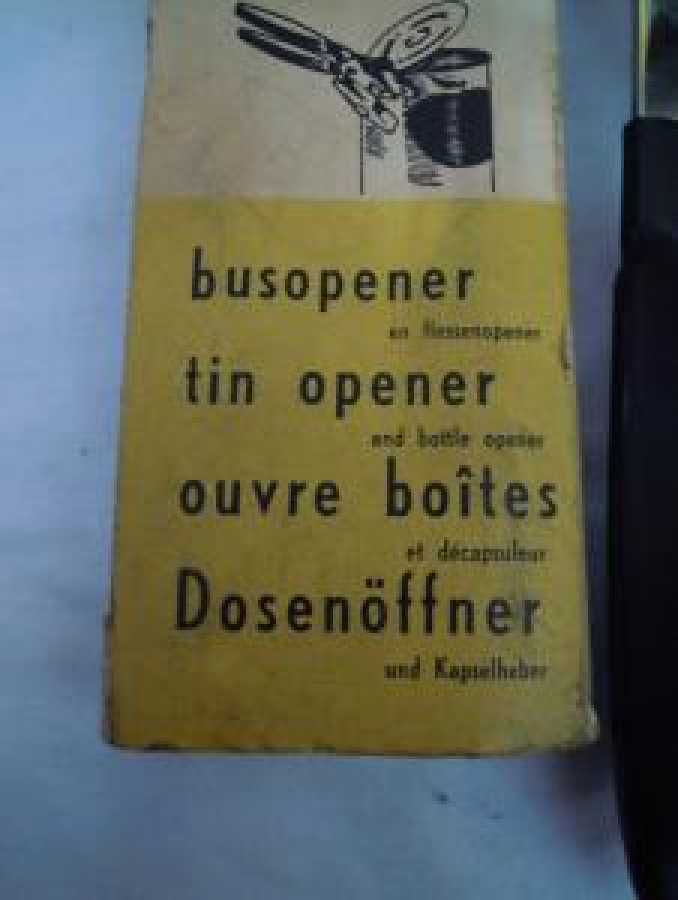 busopener
en flessenopener
tin opener
and bottle opener
ouvre boîtes
et décapsuleur
Dosenöffner
und Kapselheber